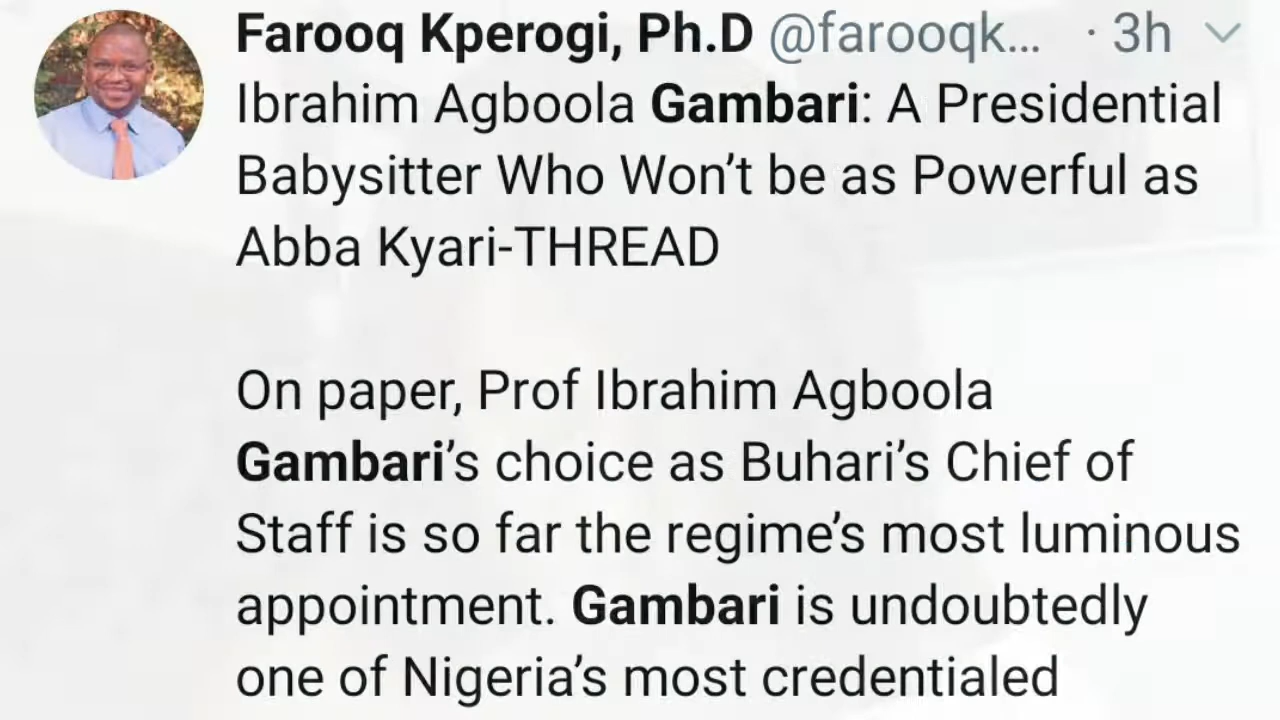 Farooq Kperogi, Ph.D @farooqk... · 3h
Ibrahim Agboola Gambari: A Presidential
Babysitter Who Won’t be as Powerful as
Abba Kyari-THREAD
On paper, Prof Ibrahim Agboola
Gambari’s choice as Buhari’s Chief of
Staff is so far the regime’s most luminous
appointment. Gambari is undoubtedly
one of Nigeria’s most credentialed